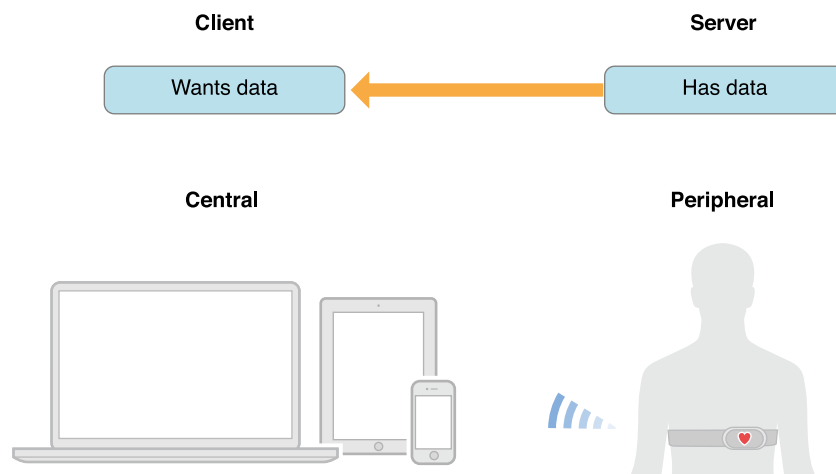 Client
Server
Wants data
Has data
Central
Peripheral